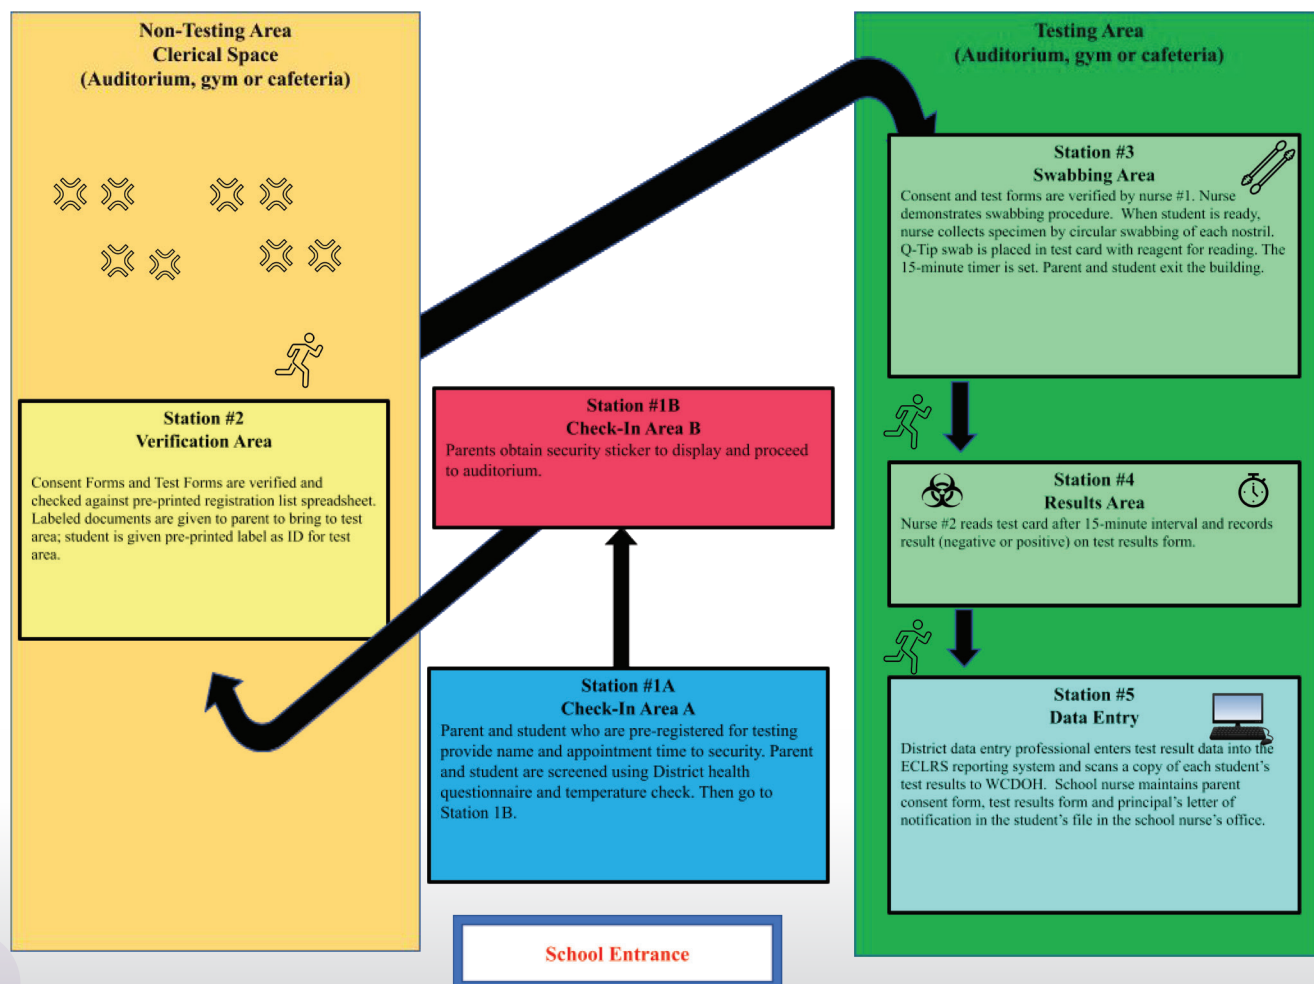 Non-Testing Area
Clerical Space
(Auditorium, gym or cafeteria)
Station #2
Verification Area
Consent Forms and Test Forms are verified and
checked against pre-printed registration list spreadsheet.
Labeled documents are given to parent to bring to test
area; student is given pre-printed label as ID for test
area.
Station #1B
Check-In Area B
Parents obtain security sticker to display and proceed
to auditorium.
Station #1A
Check-In Area A
Parent and student who are pre-registered for testing
provide name and appointment time to security. Parent
and student are screened using District health
questionnaire and temperature check. Then go to
Station 1B.
School Entrance
Testing Area
(Auditorium, gym or cafeteria)
Station #3
Swabbing Area
Consent and test forms are verified by nurse #1. Nurse
demonstrates swabbing procedure. When student is ready,
nurse collects specimen by circular swabbing of each nostril.
Q-Tip swab is placed in test card with reagent for reading. The
15-minute timer is set. Parent and student exit the building.
Station #4
Results Area
Nurse #2 reads test card after 15-minute interval and records
result (negative or positive) on test results form.
Station #5
Data Entry
District data entry professional enters test result data into the
ECLRS reporting system and scans a copy of each student's
test results to WCDOH. School nurse maintains parent
consent form, test results form and principal's letter of
notification in the student's file in the school nurse's office.